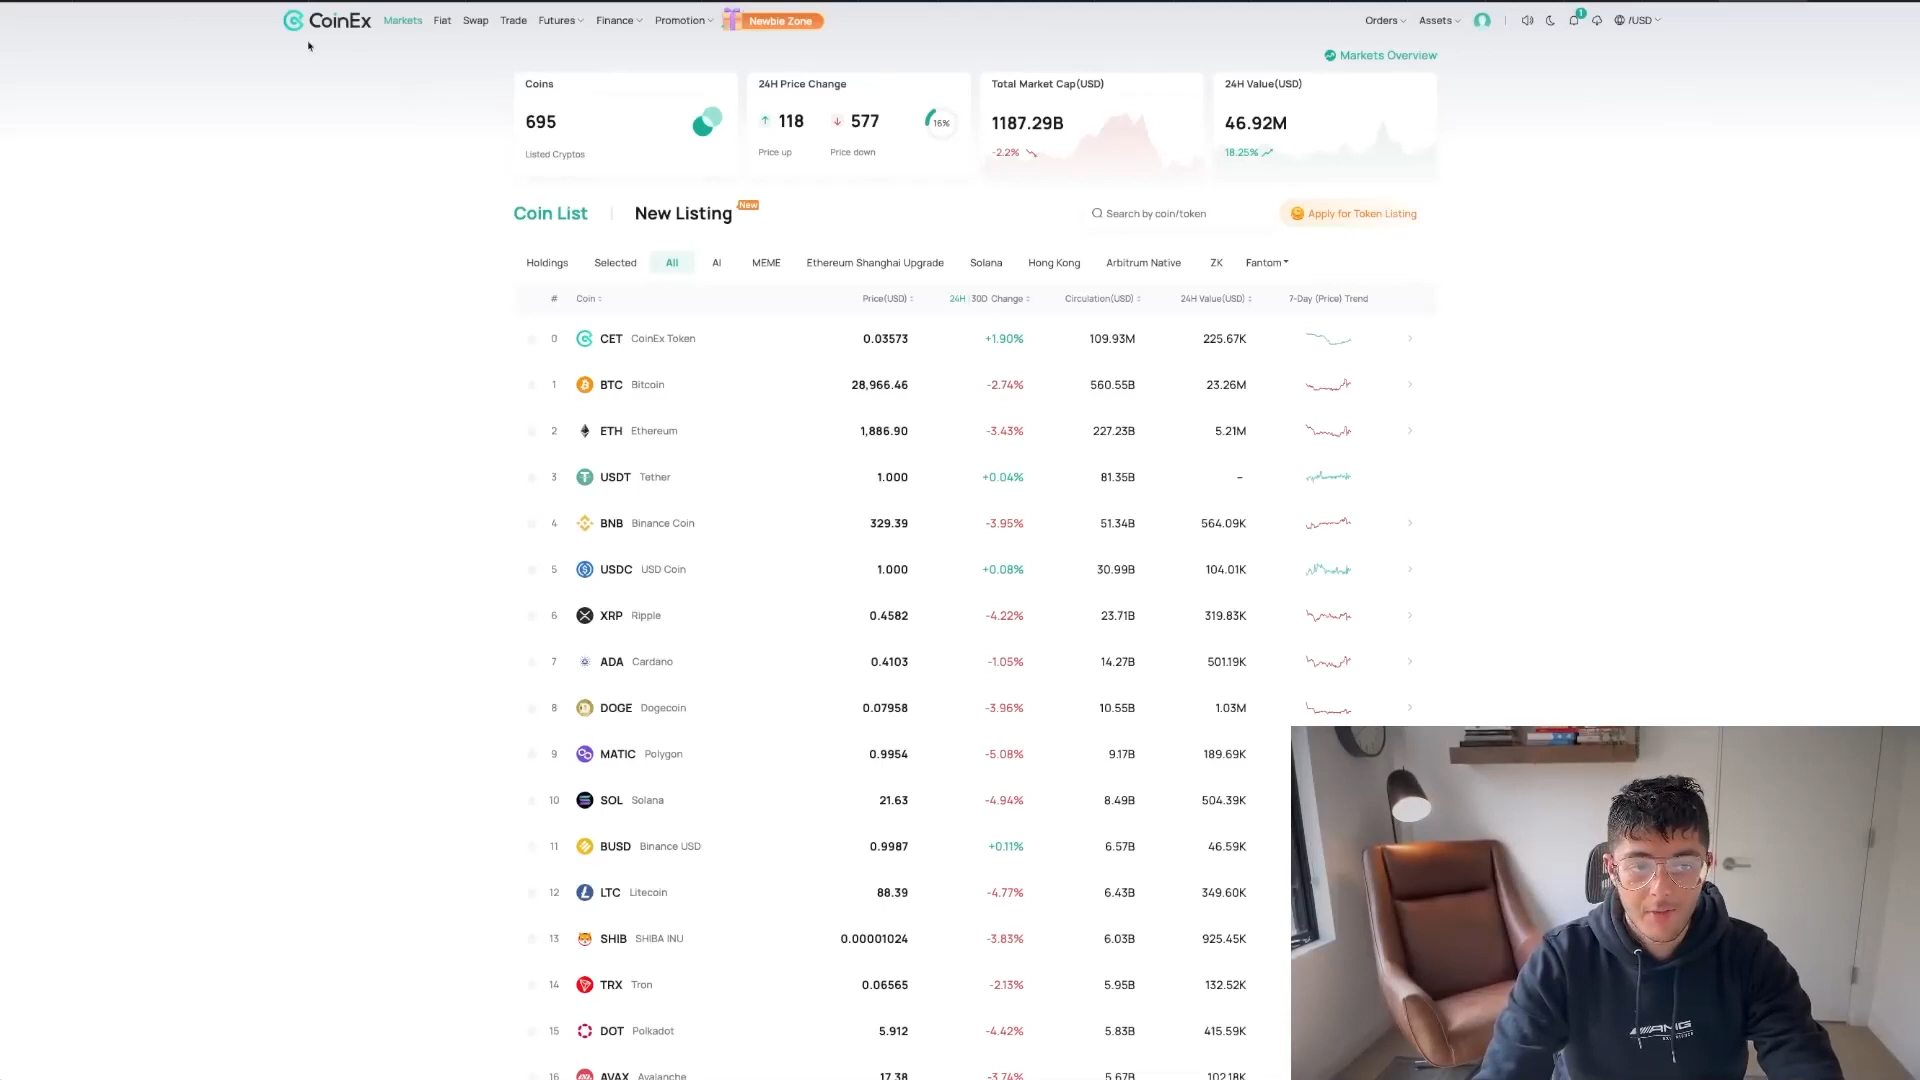 CoinEx Markets Fiat Swap Trade Futures Finance Promotion Newbie Zone Orders Assets 1 /USD
Markets Overview
Coins 24H Price Change Total Market Cap(USD) 24H Value(USD)
695 118 577 16% 1187.29B 46.92M
Listed Cryptos Price up Price down -2.2% 18.25%
Coin List New Listing New Search by coin/token Apply for Token Listing
Holdings Selected All AI MEME Ethereum Shanghai Upgrade Solana Hong Kong Arbitrum Native ZK Fantom
# Coin Price(USD) 24H 30D Change Circulation(USD) 24H Value(USD) 7-Day (Price) Trend
0 CET CoinEx Token 0.03573 +1.90% 109.93M 225.67K
1 BTC Bitcoin 28,966.46 -2.74% 560.55B 23.26M
2 ETH Ethereum 1,886.90 -3.43% 227.23B 5.21M
3 USDT Tether 1.000 +0.04% 81.35B -
4 BNB Binance Coin 329.39 -3.95% 51.34B 564.09K
5 USDC USD Coin 1.000 +0.08% 30.99B 104.01K
6 XRP Ripple 0.4582 -4.22% 23.71B 319.83K
7 ADA Cardano 0.4103 -1.05% 14.27B 501.19K
8 DOGE Dogecoin 0.07958 -3.96% 10.55B 1.03M
9 MATIC Polygon 0.9954 -5.08% 9.17B 189.69K
10 SOL Solana 21.63 -4.94% 8.49B 504.39K
11 BUSD Binance USD 0.9987 +0.11% 6.57B 46.59K
12 LTC Litecoin 88.39 -4.77% 6.43B 349.60K
13 SHIB SHIBA INU 0.00001024 -3.83% 6.03B 925.45K
14 TRX Tron 0.06565 -2.13% 5.95B 132.52K
15 DOT Polkadot 5.912 -4.42% 5.83B 415.59K
16 AVAX Avalanche 17.38 -3.74% 5.67B 102.18K
AMG
EXPERIENCE